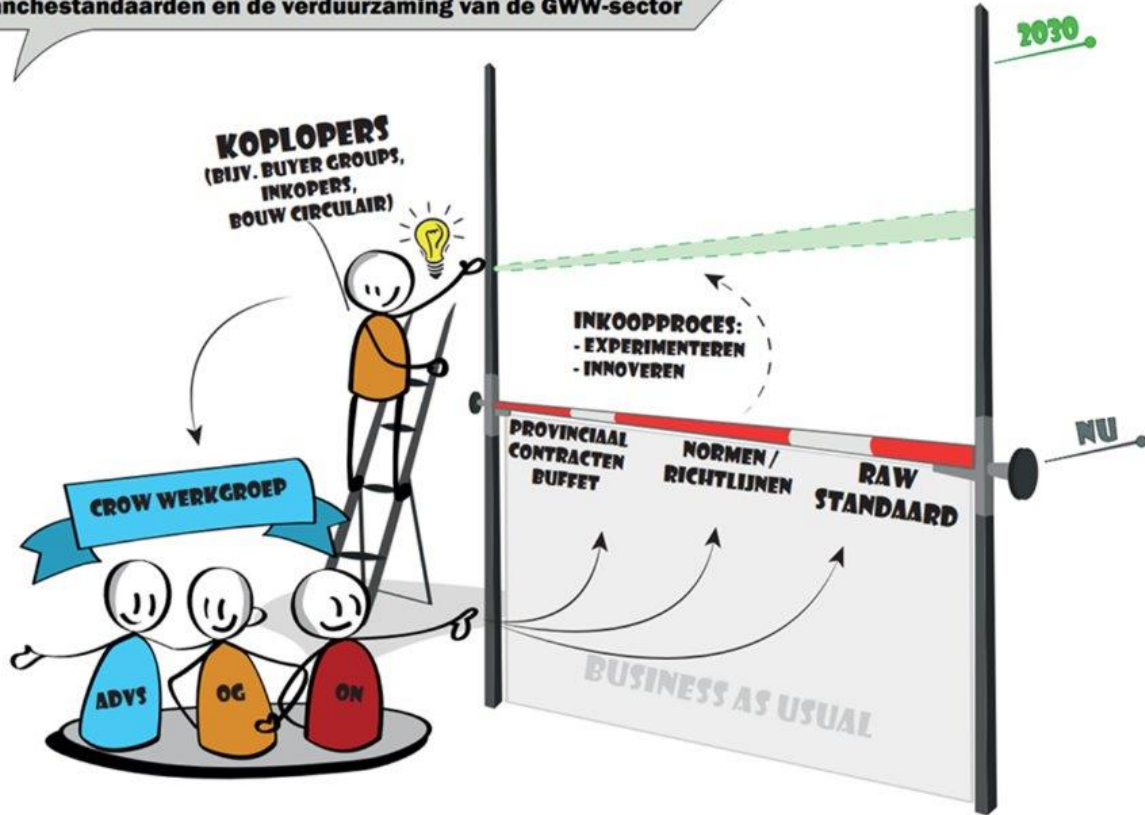 anchestandaarden en de verduurzaming van de GWW-sector
2030
KOPLOPERS
(BIJV. BUYER GROUPS,
INKOPERS,
BOUW CIRCULAIR)
INKOOPPROCES:
- EXPERIMENTEREN
- INNOVEREN
NU
PROVINCIAAL
CONTRACTEN
BUFFET
NORMEN /
RICHTLIJNEN
RAW
STANDAARD
CROW WERKGROEP
BUSINESS AS USUAL
ADVS
OG
ON